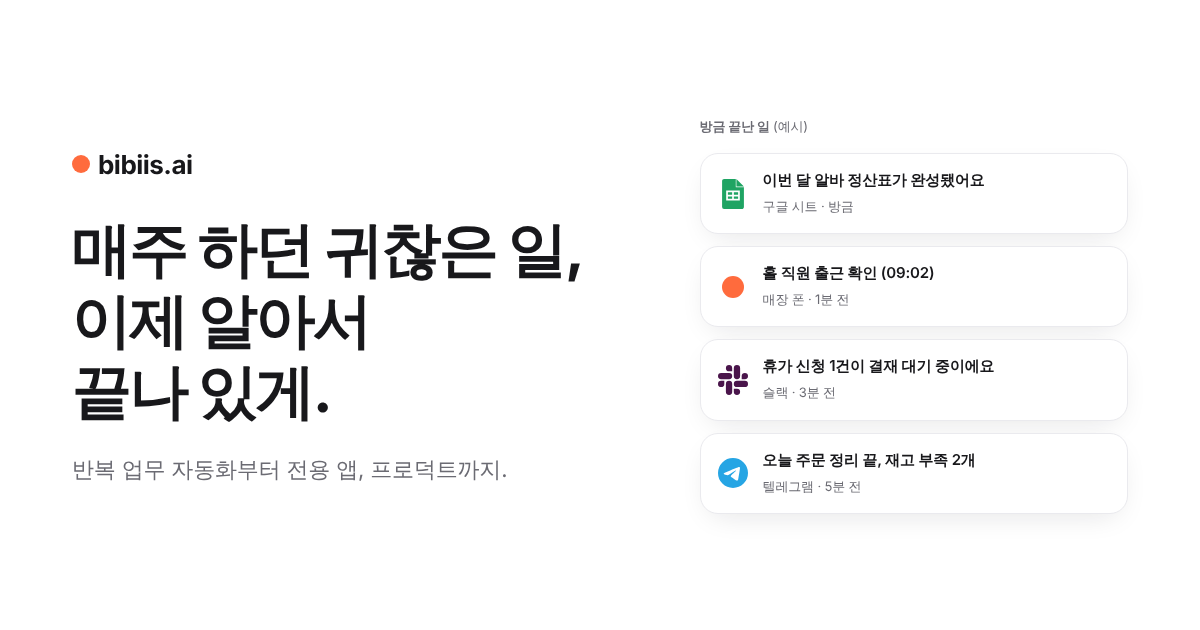 bibiis.ai
매주 하던 귀찮은 일,
이제 알아서
끝나 있게.
반복 업무 자동화부터 전용 앱, 프로덕트까지.
방금 끝난 일 (예시)
이번 달 알바 정산표가 완성됐어요
구글 시트 · 방금
홀 직원 출근 확인 (09:02)
매장 폰 · 1분 전
휴가 신청 1건이 결재 대기 중이에요
슬랙 · 3분 전
오늘 주문 정리 끝, 재고 부족 2개
텔레그램 · 5분 전